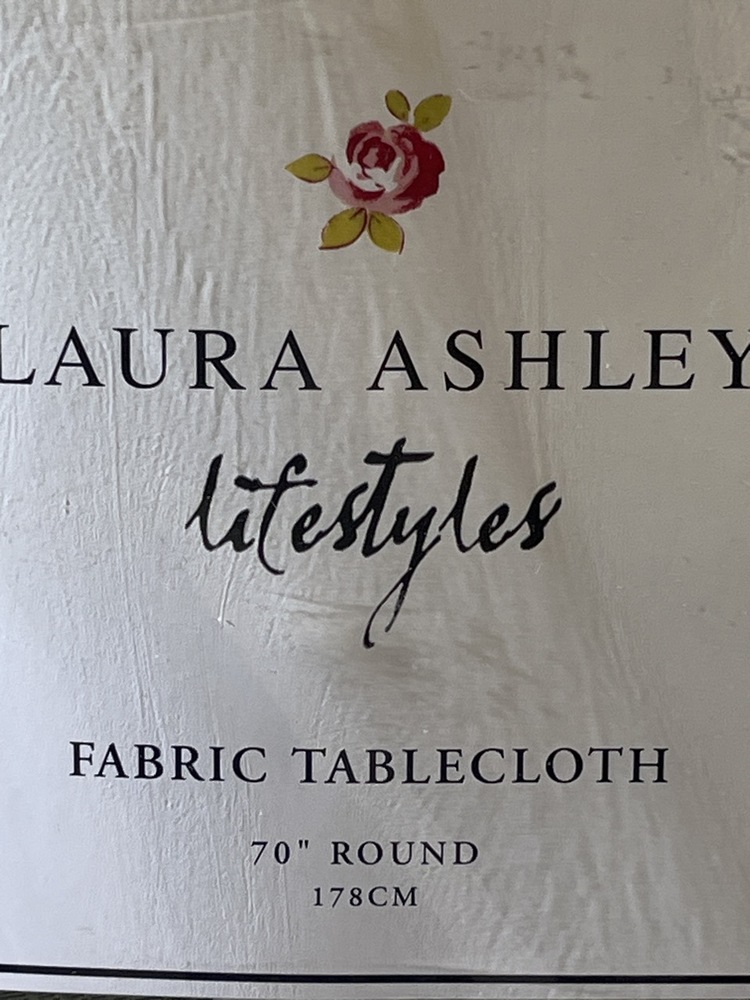 LAURA ASHLEY
lifestyles
FABRIC TABLECLOTH
70" ROUND
178CM